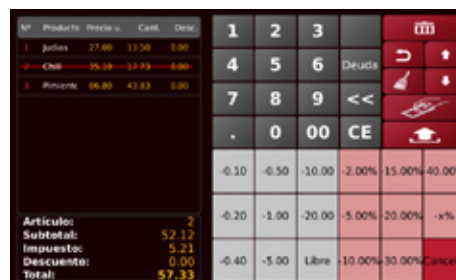 Nº Producto Precio u. Cant. Desc.
1 Judias 27.00 13.50 0.00
2 Chili 35.10 17.73 0.00
3 Pimiento 86.80 43.83 0.00
Artículo: 2
Subtotal: 52.12
Impuesto: 5.21
Descuento: 0.00
Total: 57.33
1 2 3
4 5 6 Deuda
7 8 9 <<
. 0 00 CE
-0.10 -0.50 -10.00 -2.00% -15.00% -40.00
-0.20 -1.00 -20.00 -5.00% -20.00% -x%
-0.40 -5.00 Libre -10.00% -30.00% Cancel